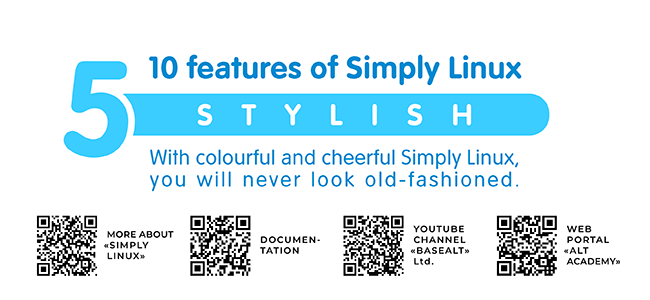 5
10 features of Simply Linux
STYLISH
With colourful and cheerful Simply Linux,
you will never look old-fashioned.
MORE ABOUT
«SIMPLY
LINUX»
DOCUMEN-
TATION
YOUTUBE
CHANNEL
«BASEALT»
Ltd.
WEB
PORTAL
«ALT
ACADEMY»